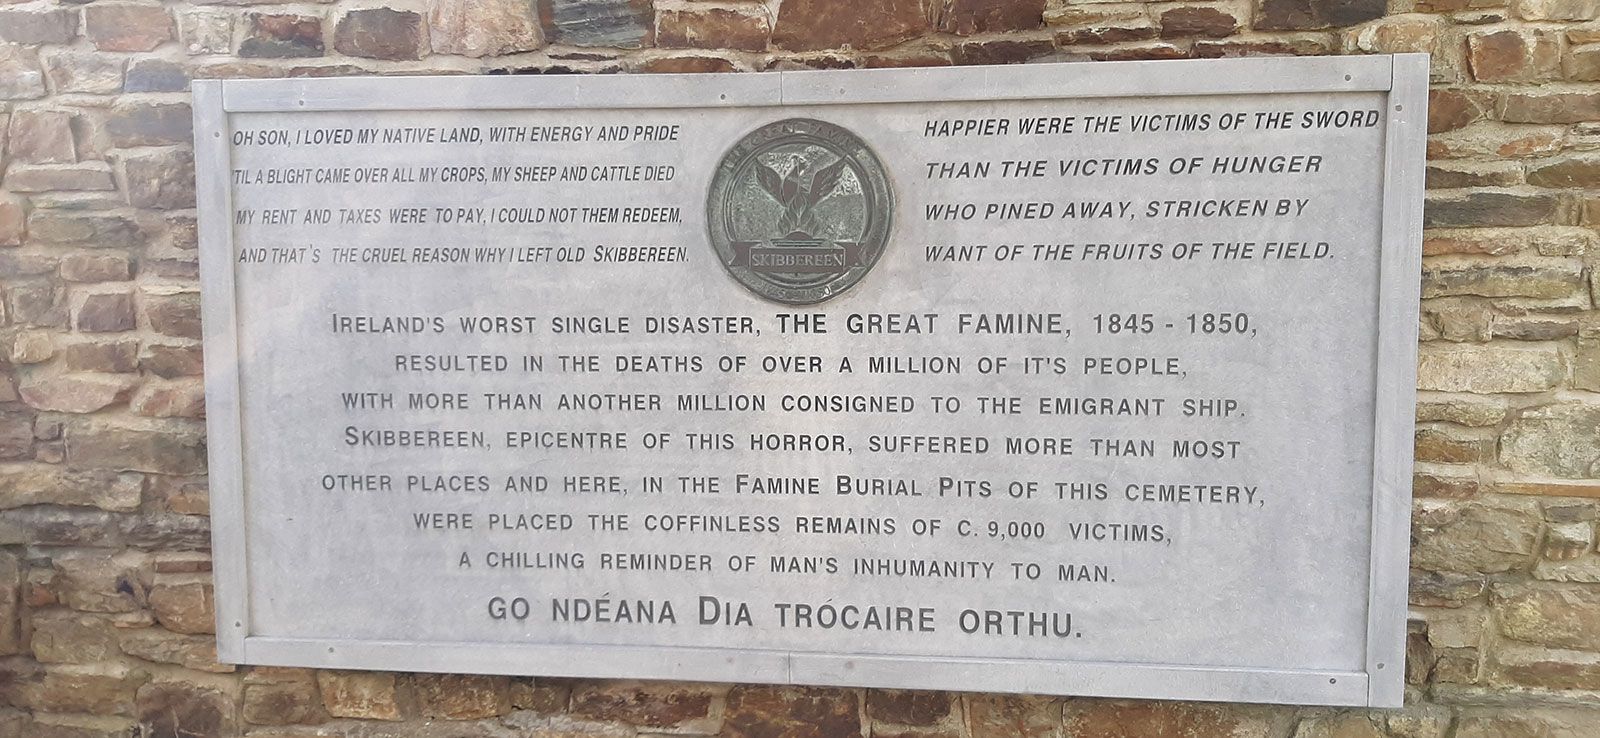 OH SON, I LOVED MY NATIVE LAND, WITH ENERGY AND PRIDE
'TIL A BLIGHT CAME OVER ALL MY CROPS, MY SHEEP AND CATTLE DIED
MY RENT AND TAXES WERE TO PAY, I COULD NOT THEM REDEEM,
AND THAT'S THE CRUEL REASON WHY I LEFT OLD SKIBBEREEN.
SKIBBEREEN
HAPPIER WERE THE VICTIMS OF THE SWORD
THAN THE VICTIMS OF HUNGER
WHO PINED AWAY, STRICKEN BY
WANT OF THE FRUITS OF THE FIELD.
IRELAND'S WORST SINGLE DISASTER, THE GREAT FAMINE, 1845 - 1850,
RESULTED IN THE DEATHS OF OVER A MILLION OF IT'S PEOPLE,
WITH MORE THAN ANOTHER MILLION CONSIGNED TO THE EMIGRANT SHIP.
SKIBBEREEN, EPICENTRE OF THIS HORROR, SUFFERED MORE THAN MOST
OTHER PLACES AND HERE, IN THE FAMINE BURIAL PITS OF THIS CEMETERY,
WERE PLACED THE COFFINLESS REMAINS OF C. 9,000 VICTIMS,
A CHILLING REMINDER OF MAN'S INHUMANITY TO MAN.
GO NDÉANA DIA TRÓCAIRE ORTHU.